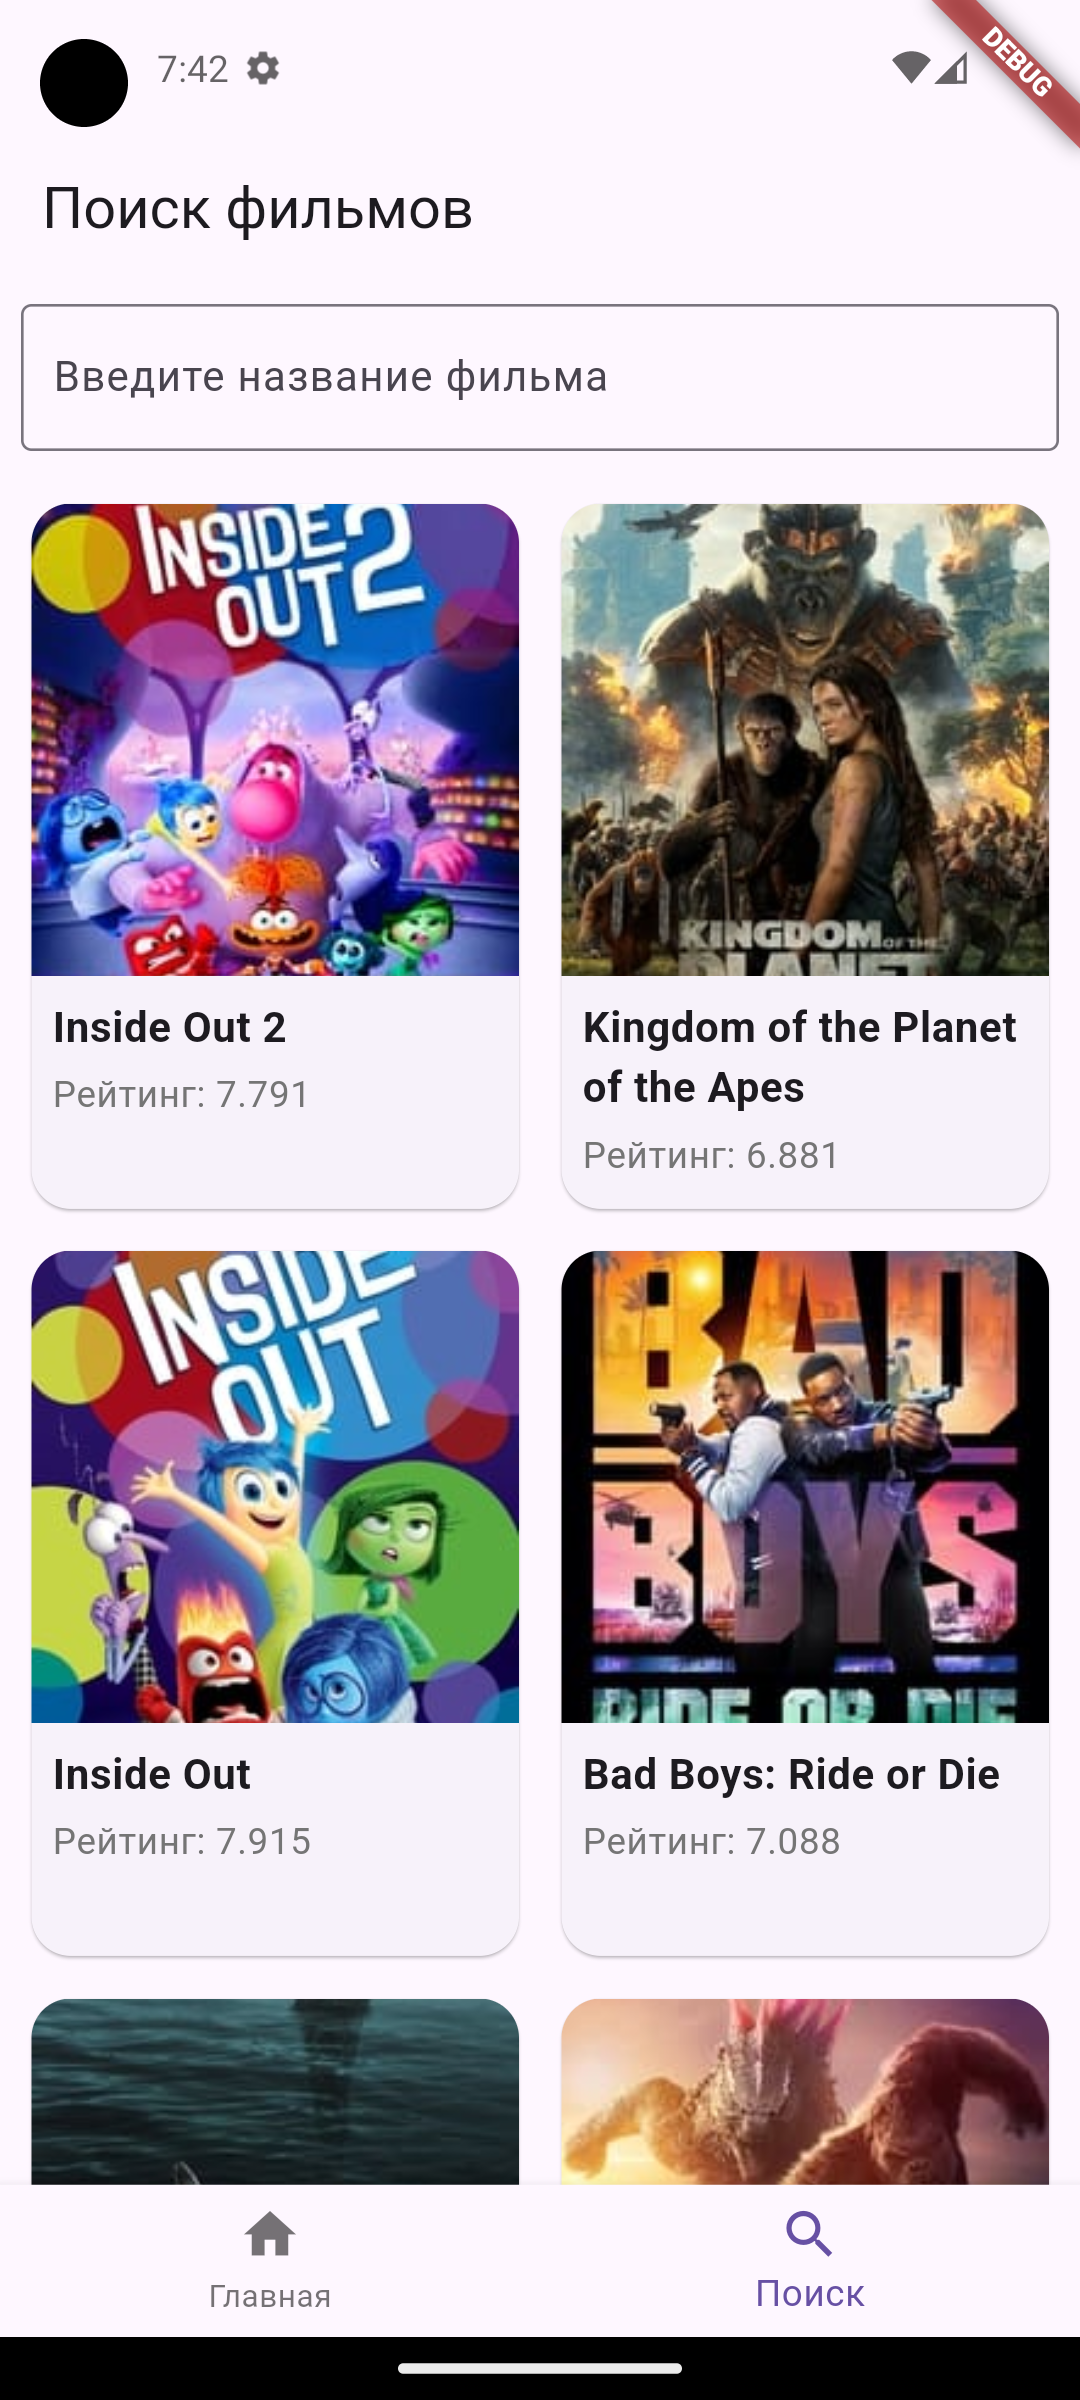 7:42
DEBUG
Поиск фильмов
Введите название фильма
INSIDE
OUT 2
KINGDOM OF THE
PLANET
Inside Out 2
Рейтинг: 7.791
Kingdom of the Planet
of the Apes
Рейтинг: 6.881
INSIDE
OUT
BAD
BOYS
RIDE OR DIE
Inside Out
Рейтинг: 7.915
Bad Boys: Ride or Die
Рейтинг: 7.088
Главная
Поиск